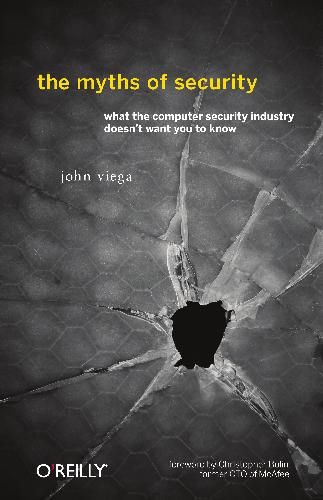 the myths of security
what the computer security industry
doesn't want you to know
john viega
foreword by Christopher Bolin
former CTO of McAfee
O'REILLY®